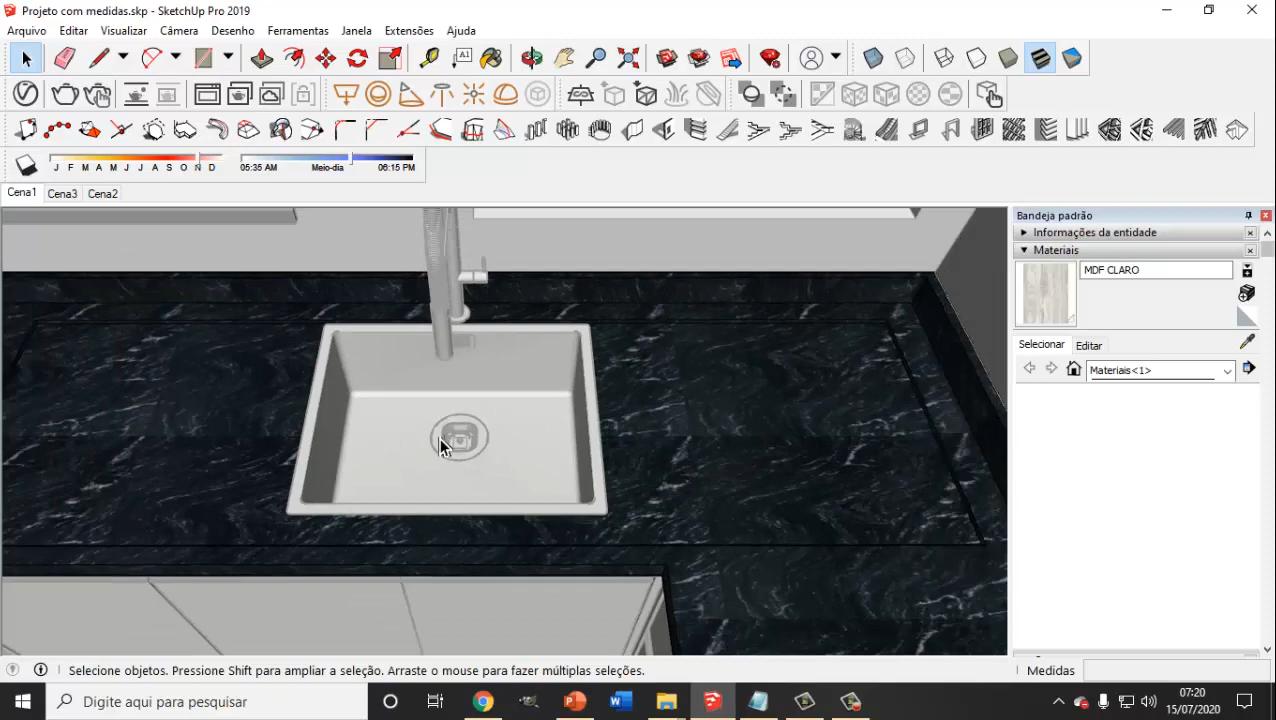 Projeto com medidas.skp - SketchUp Pro 2019
Arquivo Editar Visualizar Câmera Desenho Ferramentas Janela Extensões Ajuda
A1
J F M A M J J A S O N D 05:35 AM Meio-dia 06:15 PM
Cena1 Cena3 Cena2
Bandeja padrão
Informações da entidade
Materiais
MDF CLARO
Selecionar Editar
Materiais<1>
Selecione objetos. Pressione Shift para ampliar a seleção. Arraste o mouse para fazer múltiplas seleções.
Medidas
Digite aqui para pesquisar
07:20
15/07/2020